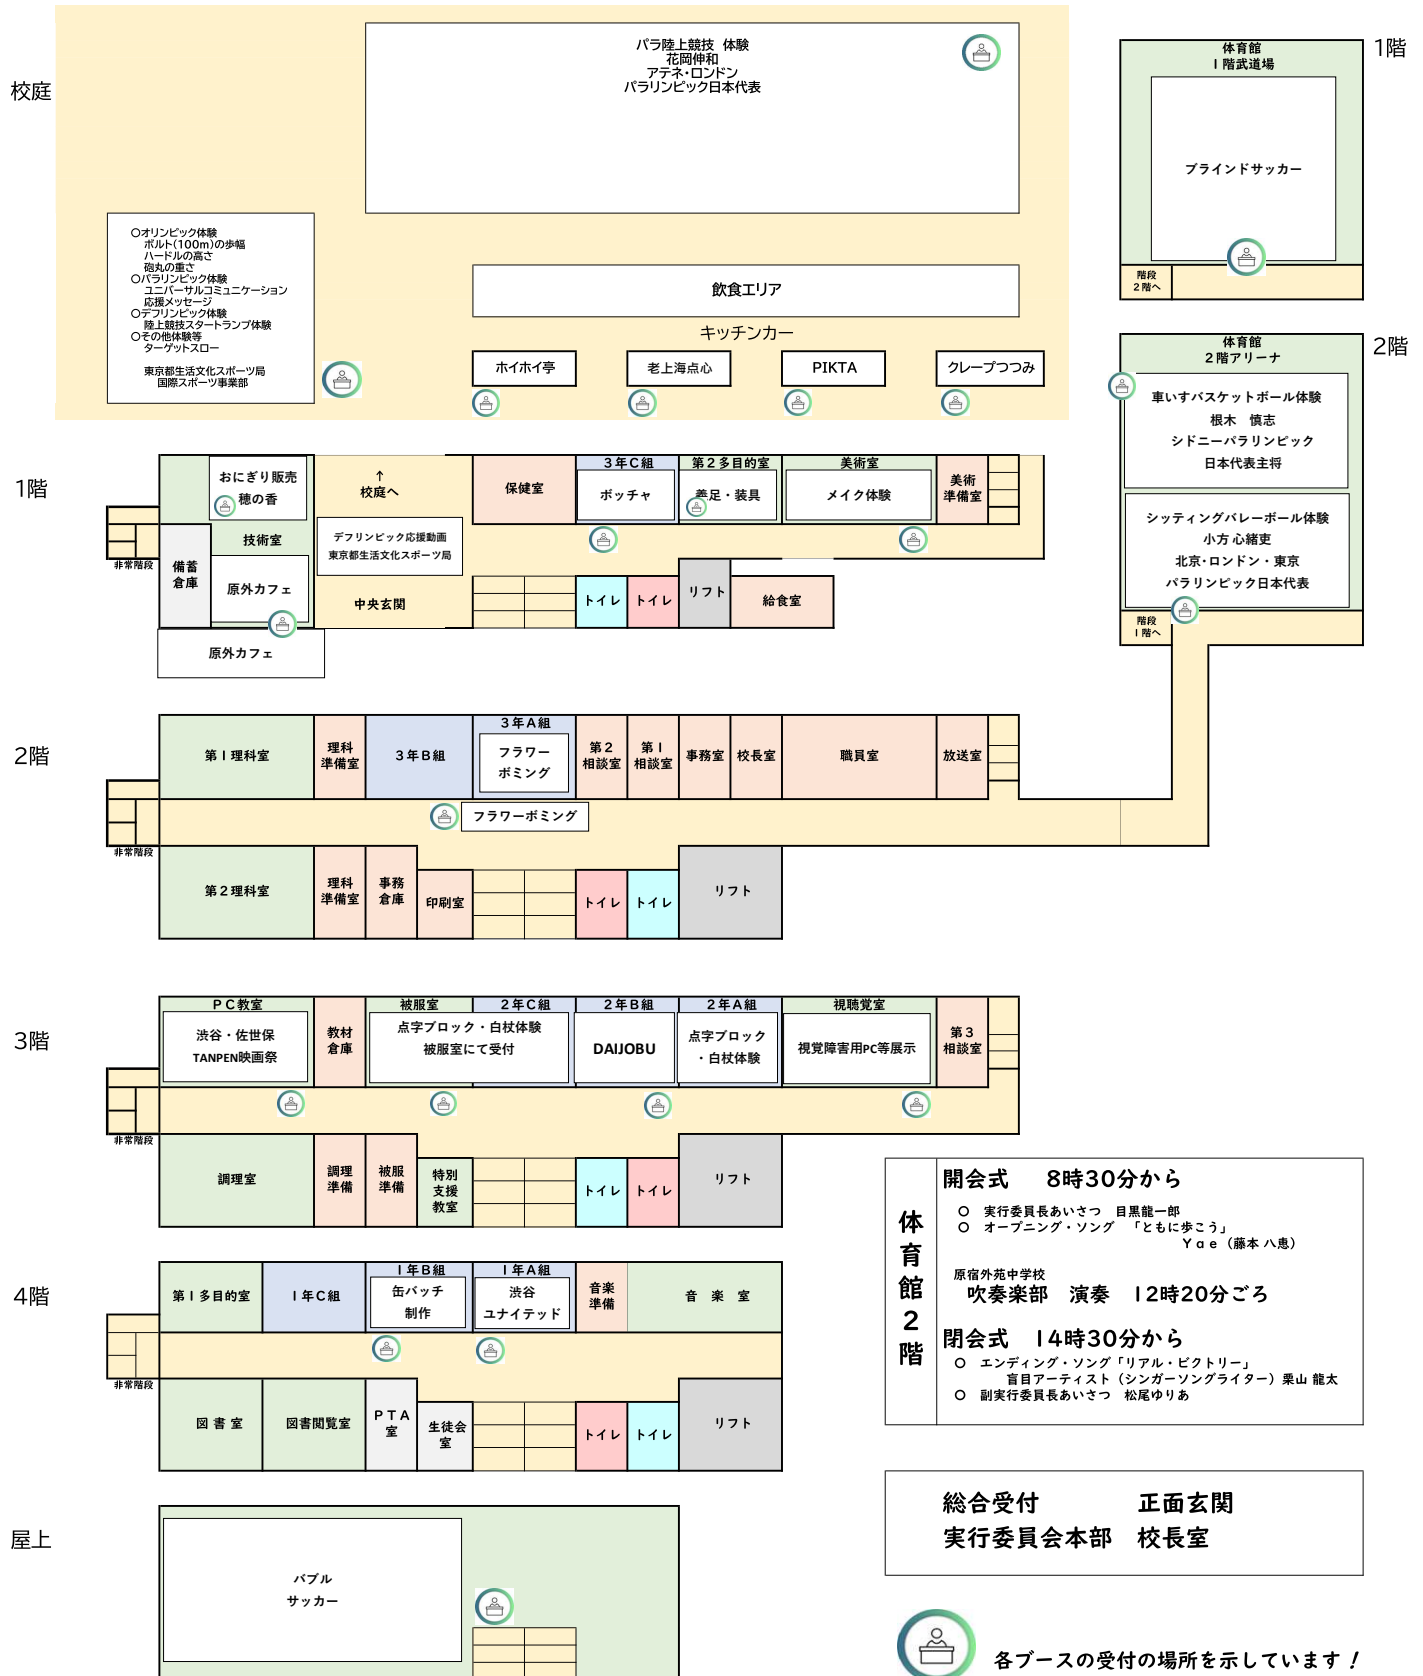 校庭
パラ陸上競技 体験
花岡伸和
アテネ・ロンドン
パラリンピック日本代表
〇オリンピック体験
ボルト(100m)の歩幅
ハードルの高さ
砲丸の重さ
〇パラリンピック体験
ユニバーサルコミュニケーション
応援メッセージ
〇デフリンピック体験
陸上競技スタートランプ体験
〇その他体験等
ターゲットスロー
東京都生活文化スポーツ局
国際スポーツ事業部
飲食エリア
キッチンカー
ホイホイ亭
老上海点心
PIKTA
クレープつつみ
1階
体育館
1階武道場
ブラインドサッカー
階段
2階へ
2階
体育館
2階アリーナ
車いすバスケットボール体験
根木 慎志
シドニーパラリンピック
日本代表主将
シッティングバレーボール体験
小方 心緒吏
北京・ロンドン・東京
パラリンピック日本代表
階段
1階へ
1階
おにぎり販売
穂の香
技術室
備蓄
倉庫
原外カフェ
原外カフェ
非常階段
↑
校庭へ
デフリンピック応援動画
東京都生活文化スポーツ局
中央玄関
保健室
3年C組
ボッチャ
第2多目的室
義足・装具
美術室
メイク体験
美術
準備室
トイレ
トイレ
リフト
給食室
2階
第1理科室
理科
準備室
3年B組
3年A組
フラワー
ボミング
第2
相談室
第1
相談室
事務室
校長室
職員室
放送室
フラワーボミング
非常階段
第2理科室
理科
準備室
事務
倉庫
印刷室
トイレ
トイレ
リフト
3階
PC教室
渋谷・佐世保
TANPEN映画祭
教材
倉庫
被服室
2年C組
点字ブロック・白杖体験
被服室にて受付
2年B組
DAIJOBU
2年A組
点字ブロック
・白杖体験
視聴覚室
視覚障害用PC等展示
第3
相談室
非常階段
調理室
調理
準備
被服
準備
特別
支援
教室
トイレ
トイレ
リフト
4階
第1多目的室
1年C組
1年B組
缶バッチ
制作
1年A組
渋谷
ユナイテッド
音楽
準備
音 楽 室
非常階段
図書室
図書閲覧室
PTA
室
生徒会
室
トイレ
トイレ
リフト
屋上
バブル
サッカー
体育館2階
開会式 8時30分から
〇 実行委員長あいさつ 目黒龍一郎
〇 オープニング・ソング 「ともに歩こう」
Yae(藤本 八恵)
原宿外苑中学校
吹奏楽部 演奏 12時20分ごろ
閉会式 14時30分から
〇 エンディング・ソング「リアル・ビクトリー」
盲目アーティスト(シンガーソングライター)栗山 龍太
〇 副実行委員長あいさつ 松尾ゆりあ
総合受付 正面玄関
実行委員会本部 校長室
各ブースの受付の場所を示しています!